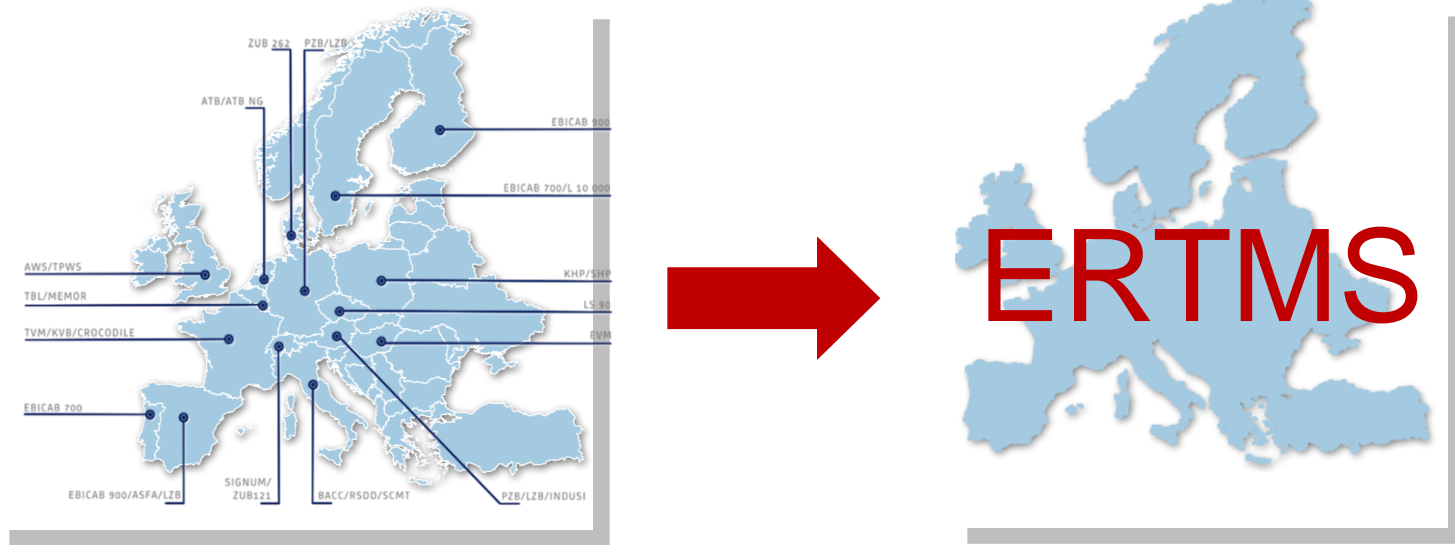 ZUB 262
PZB/LZB
ATB/ATB NG
EBICAB 900
EBICAB 700/L 10 000
AWS/TPWS
KHP/SHP
TBL/MEMOR
LS 90
TVM/KVB/CROCODILE
EVM
EBICAB 700
SIGNUM/
ZUB121
EBICAB 900/ASFA/LZB
BACC/RSDD/SCMT
PZB/LZB/INDUSI
ERTMS